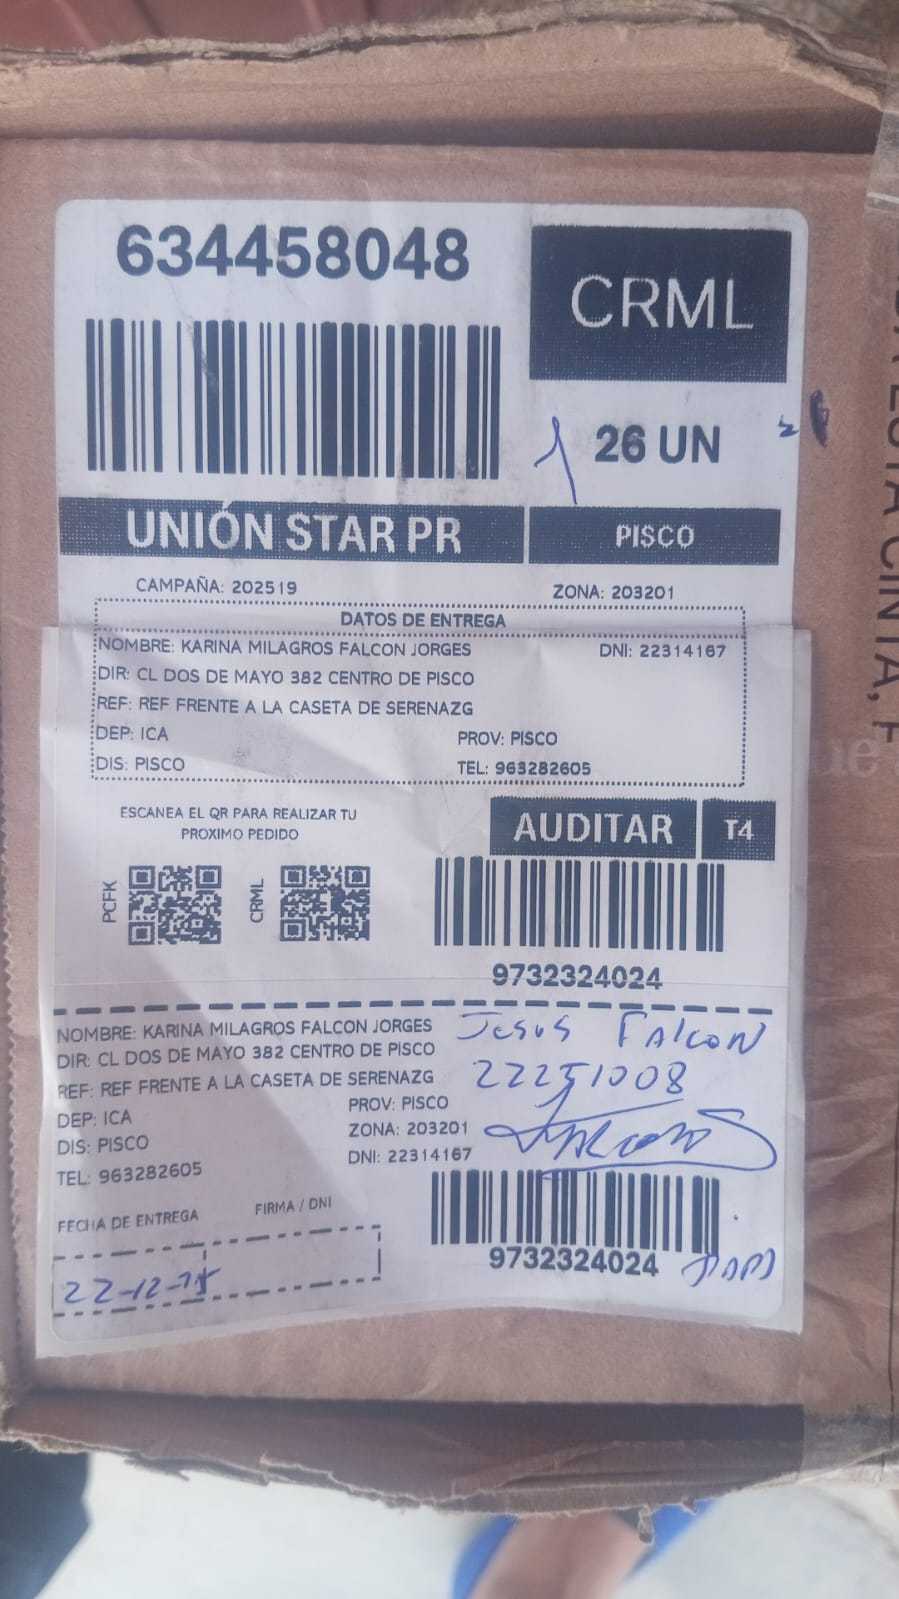 634458048
CRML
26 UN
UNIÓN STAR PR
PISCO
CAMPAÑA: 202519
ZONA: 203201
DATOS DE ENTREGA
NOMBRE: KARINA MILAGROS FALCON JORGES DNI: 22314167
DIR: CL DOS DE MAYO 382 CENTRO DE PISCO
REF: REF FRENTE A LA CASETA DE SERENAZG
DEP: ICA PROV: PISCO
DIS: PISCO TEL: 963282605
ESCANEA EL QR PARA REALIZAR TU
PROXIMO PEDIDO
AUDITAR T4
PCFK
CRML
9732324024
NOMBRE: KARINA MILAGROS FALCON JORGES
DIR: CL DOS DE MAYO 382 CENTRO DE PISCO
REF: REF FRENTE A LA CASETA DE SERENAZG
DEP: ICA PROV: PISCO
DIS: PISCO ZONA: 203201
TEL: 963282605 DNI: 22314167
Jesus Falcon
22251008
FECHA DE ENTREGA FIRMA / DNI
9732324024
ESTA CINTA,